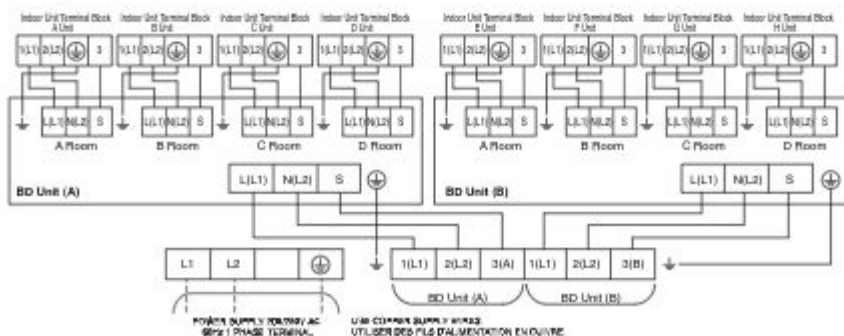 Indoor Unit Terminal Block
A Unit
Indoor Unit Terminal Block
B Unit
Indoor Unit Terminal Block
C Unit
Indoor Unit Terminal Block
D Unit
Indoor Unit Terminal Block
E Unit
Indoor Unit Terminal Block
F Unit
Indoor Unit Terminal Block
G Unit
Indoor Unit Terminal Block
H Unit
1(L1) 2(L2) 3
1(L1) 2(L2) 3
1(L1) 2(L2) 3
1(L1) 2(L2) 3
1(L1) 2(L2) 3
1(L1) 2(L2) 3
1(L1) 2(L2) 3
1(L1) 2(L2) 3
L(L1) N(L2) S
L(L1) N(L2) S
L(L1) N(L2) S
L(L1) N(L2) S
L(L1) N(L2) S
L(L1) N(L2) S
L(L1) N(L2) S
L(L1) N(L2) S
A Room
B Room
C Room
D Room
A Room
B Room
C Room
D Room
BD Unit (A)
L(L1) N(L2) S
BD Unit (B)
L(L1) N(L2) S
L1 L2
1(L1) 2(L2) 3(A) 1(L1) 2(L2) 3(B)
BD Unit (A)
BD Unit (B)
POWER SUPPLY 208/230V AC
60Hz 1 PHASE TERMINAL
USE COPPER SUPPLY WIRES
UTILISER DES FILS D'ALIMENTATION EN CUIVRE